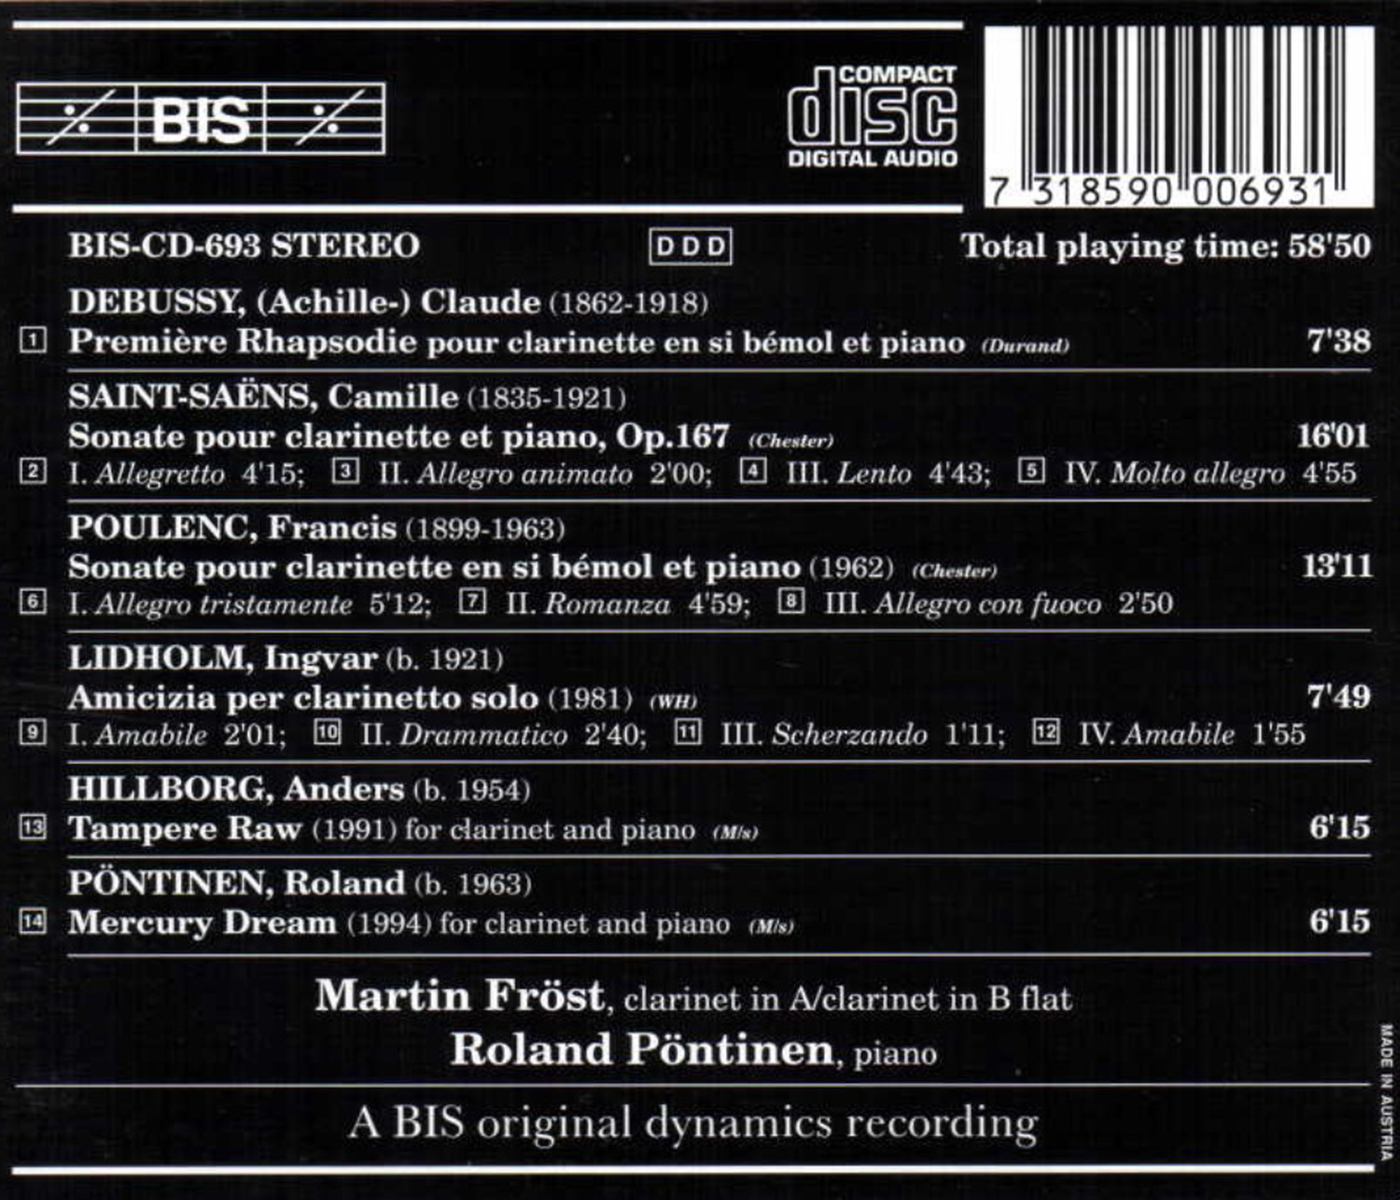 BIS
COMPACT
disc
DIGITAL AUDIO
7 318590 006931
BIS-CD-693 STEREO DDD Total playing time: 58'50
DEBUSSY, (Achille-) Claude (1862-1918)
1 Première Rhapsodie pour clarinette en si bémol et piano (Durand) 7'38
SAINT-SAËNS, Camille (1835-1921)
Sonate pour clarinette et piano, Op.167 (Chester) 16'01
2 I. Allegretto 4'15; 3 II. Allegro animato 2'00; 4 III. Lento 4'43; 5 IV. Molto allegro 4'55
POULENC, Francis (1899-1963)
Sonate pour clarinette en si bémol et piano (1962) (Chester) 13'11
6 I. Allegro tristamente 5'12; 7 II. Romanza 4'59; 8 III. Allegro con fuoco 2'50
LIDHOLM, Ingvar (b. 1921)
Amicizia per clarinetto solo (1981) (WH) 7'49
9 I. Amabile 2'01; 10 II. Drammatico 2'40; 11 III. Scherzando 1'11; 12 IV. Amabile 1'55
HILLBORG, Anders (b. 1954)
13 Tampere Raw (1991) for clarinet and piano (M/s) 6'15
PÖNTINEN, Roland (b. 1963)
14 Mercury Dream (1994) for clarinet and piano (M/s) 6'15
Martin Fröst, clarinet in A/clarinet in B flat
Roland Pöntinen, piano
A BIS original dynamics recording
MADE IN AUSTRIA